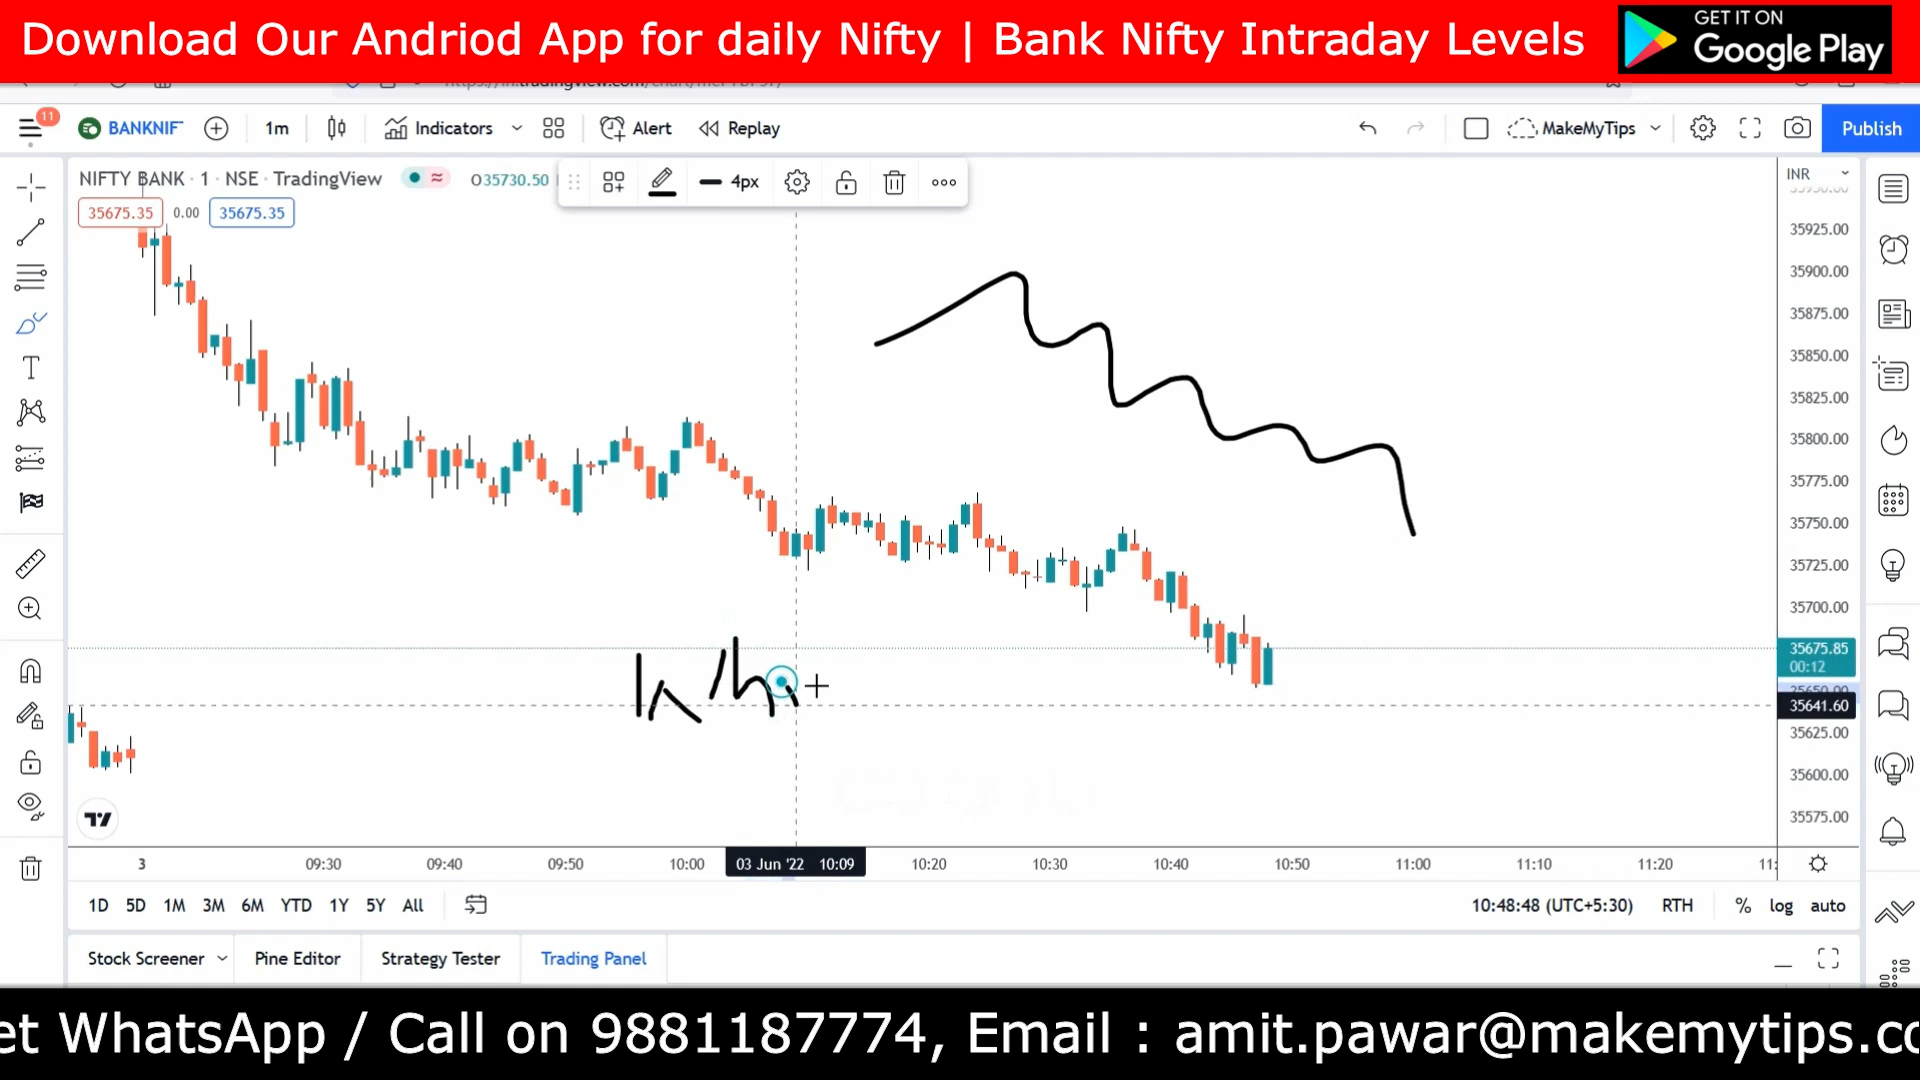 Download Our Andriod App for daily Nifty | Bank Nifty Intraday Levels
GET IT ON
Google Play
11
BANKNIF
1m
Indicators
Alert
Replay
MakeMyTips
Publish
NIFTY BANK · 1 · NSE · TradingView
O35730.50
4px
INR
35675.35
0.00
35675.35
35925.00
35900.00
35875.00
35850.00
35825.00
35800.00
35775.00
35750.00
35725.00
35700.00
35675.85
00:12
35650.00
35641.60
35625.00
35600.00
35575.00
3
09:30
09:40
09:50
10:00
03 Jun '22 10:09
10:20
10:30
10:40
10:50
11:00
11:10
11:20
11:
1D 5D 1M 3M 6M YTD 1Y 5Y All
10:48:48 (UTC+5:30)
RTH
%
log
auto
Stock Screener
Pine Editor
Strategy Tester
Trading Panel
et WhatsApp / Call on 9881187774, Email : amit.pawar@makemytips.co